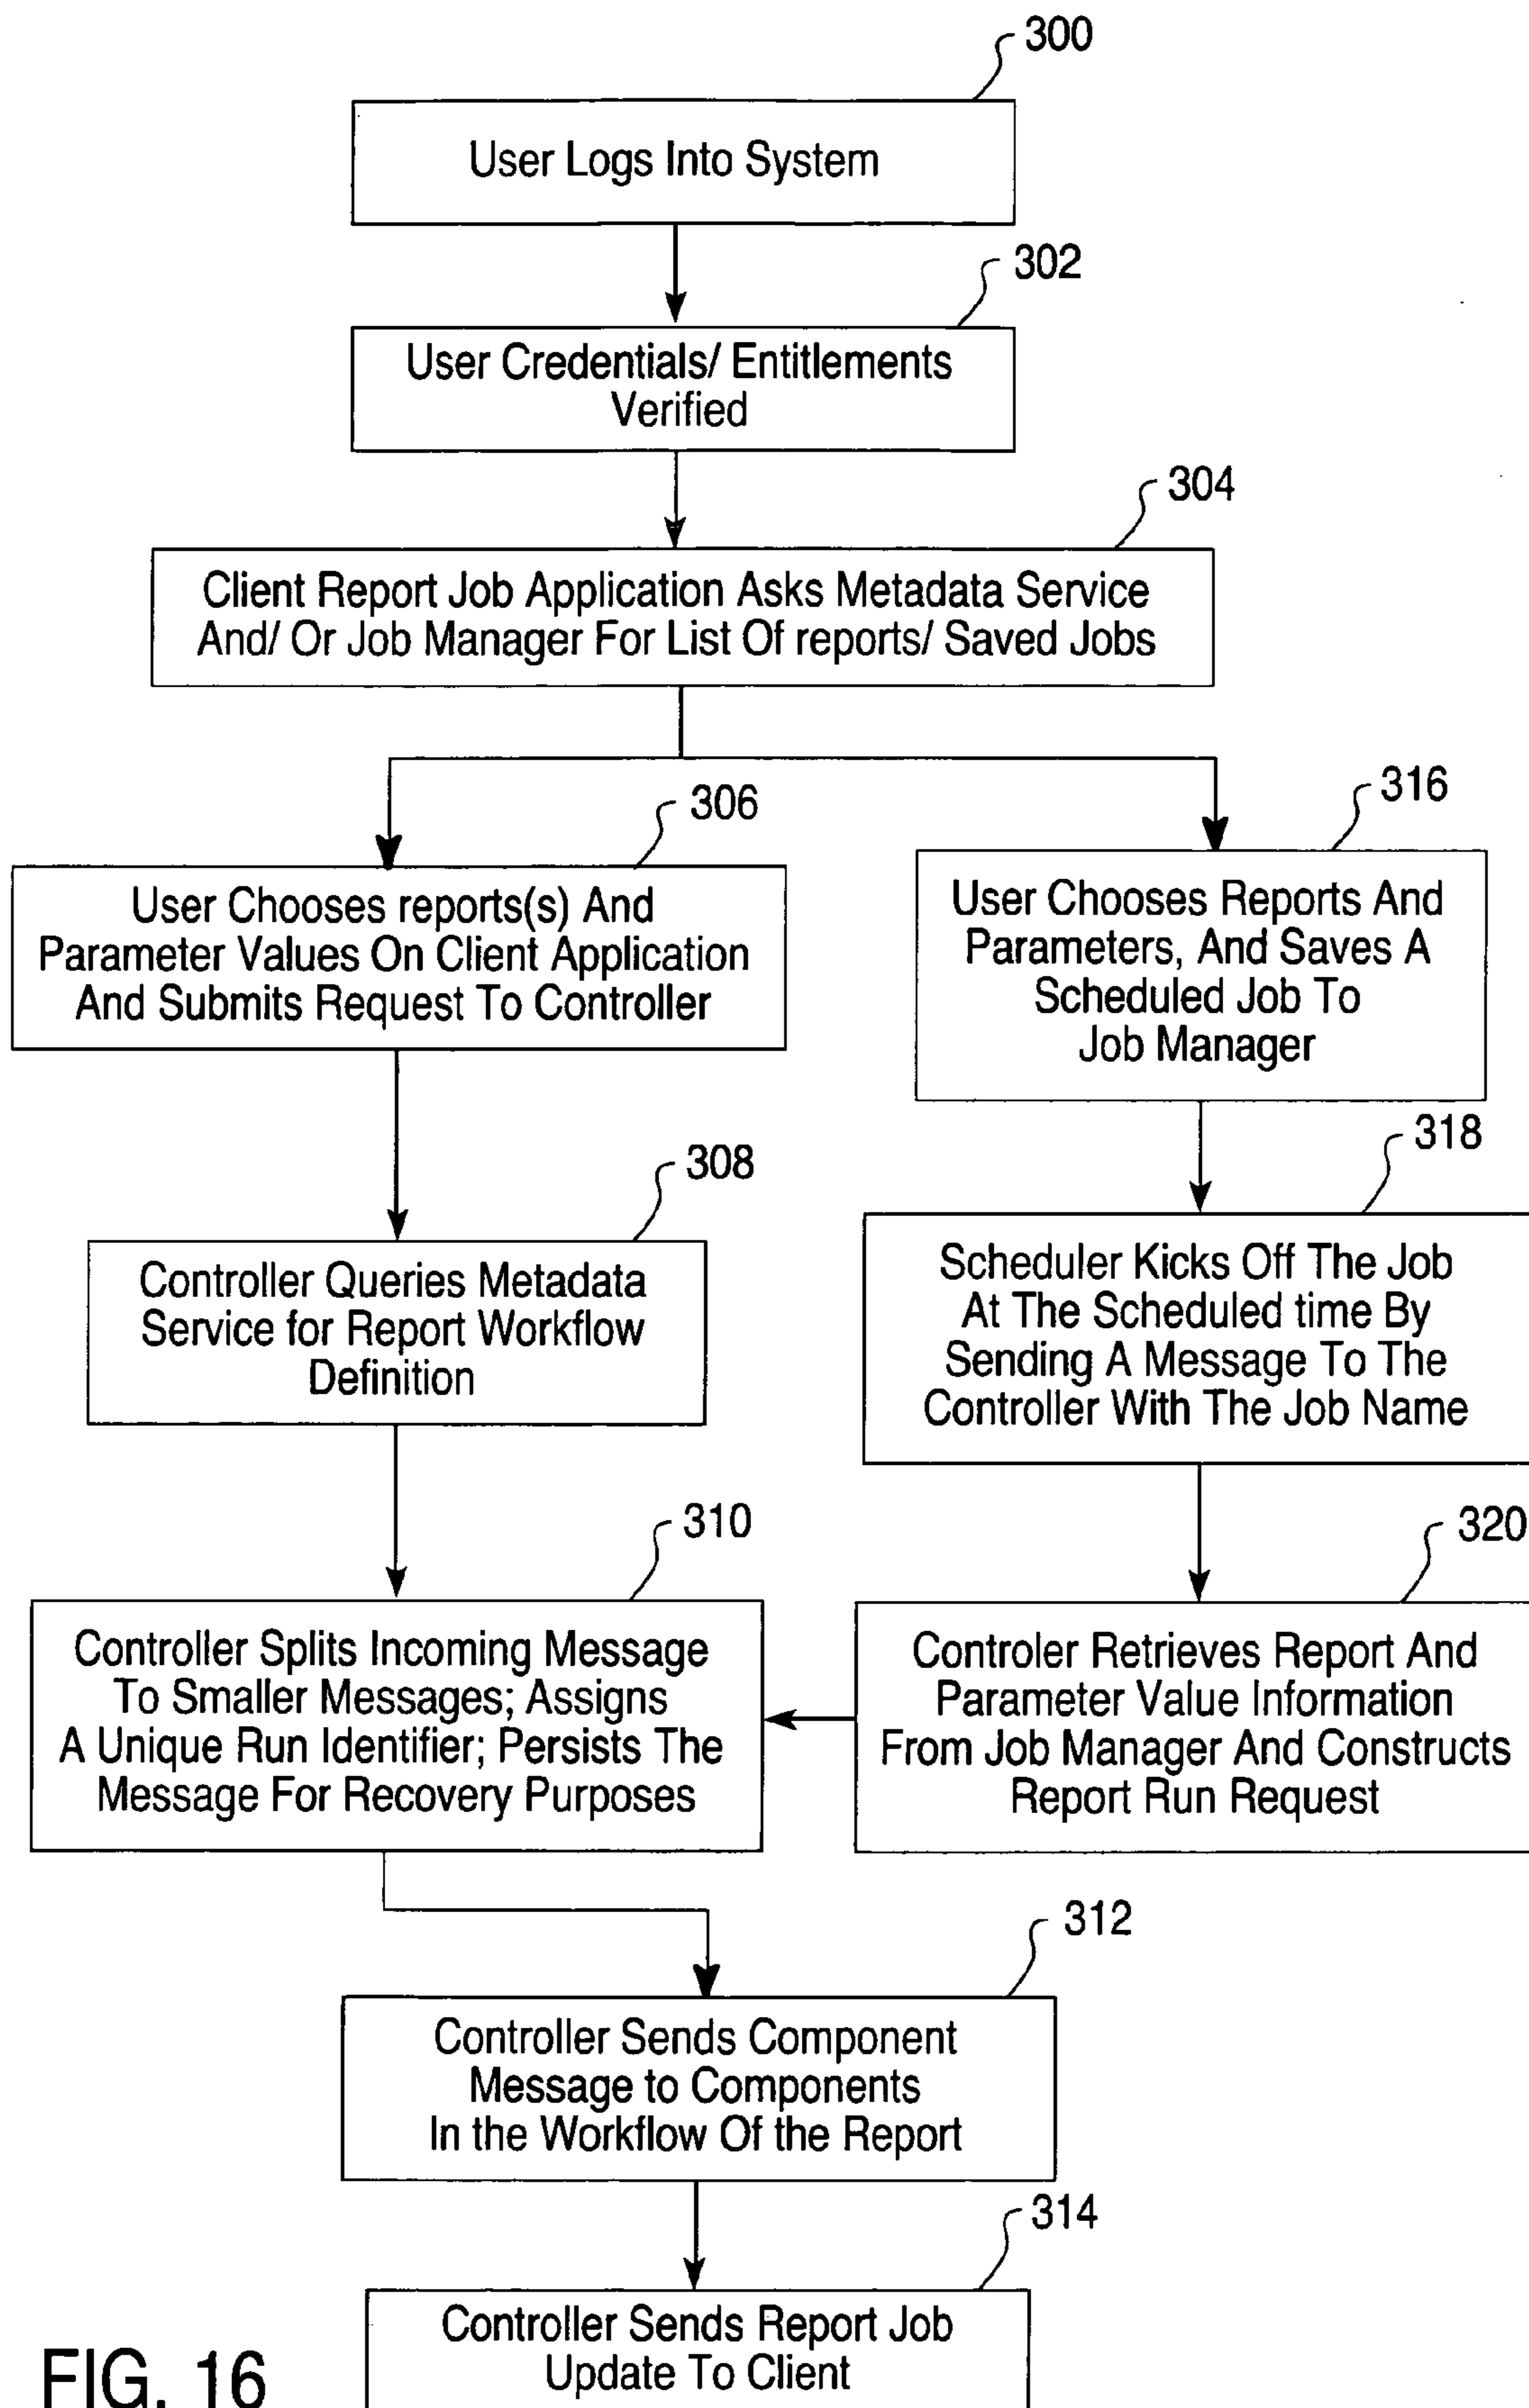 300
User Logs Into System
302
User Credentials/ Entitlements
Verified
304
Client Report Job Application Asks Metadata Service
And/ Or Job Manager For List Of reports/ Saved Jobs
306
User Chooses reports(s) And
Parameter Values On Client Application
And Submits Request To Controller
316
User Chooses Reports And
Parameters, And Saves A
Scheduled Job To
Job Manager
308
Controller Queries Metadata
Service for Report Workflow
Definition
318
Scheduler Kicks Off The Job
At The Scheduled time By
Sending A Message To The
Controller With The Job Name
310
Controller Splits Incoming Message
To Smaller Messages; Assigns
A Unique Run Identifier; Persists The
Message For Recovery Purposes
320
Controler Retrieves Report And
Parameter Value Information
From Job Manager And Constructs
Report Run Request
312
Controller Sends Component
Message to Components
In the Workflow Of the Report
314
Controller Sends Report Job
Update To Client
FIG. 16